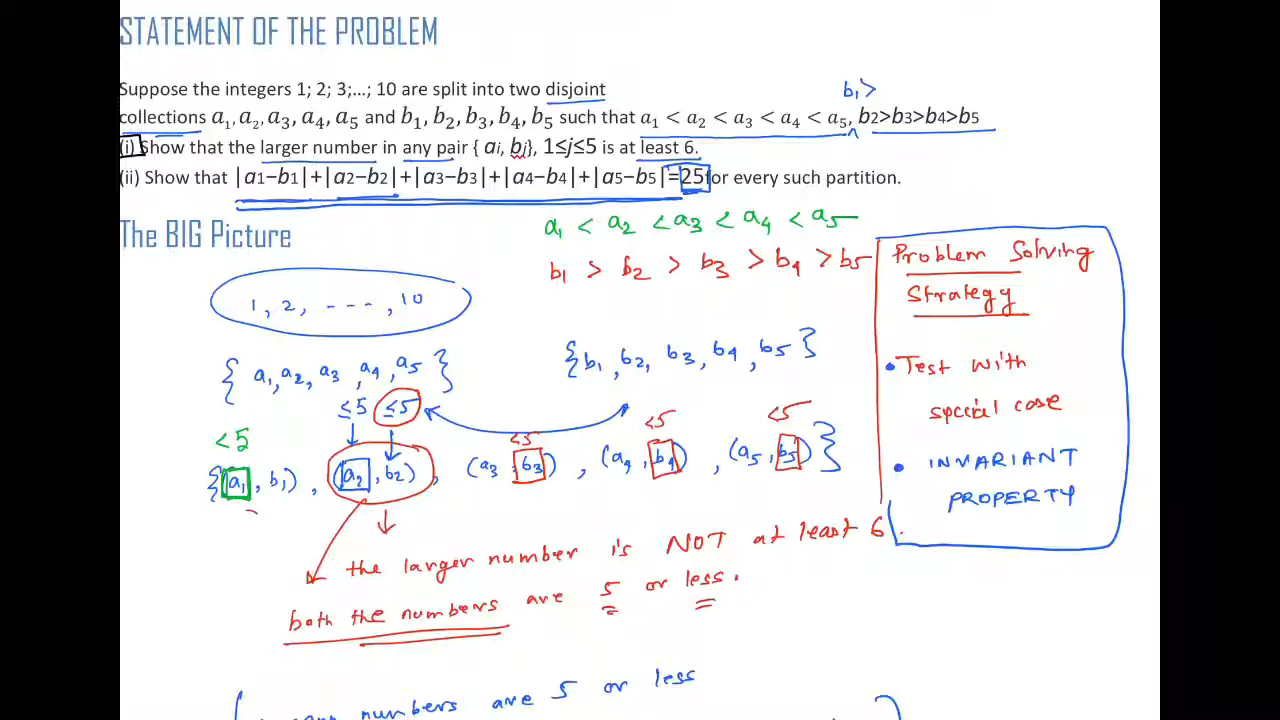 STATEMENT OF THE PROBLEM
b₁>
Suppose the integers 1; 2; 3;...; 10 are split into two disjoint
collections a₁, a₂, a₃, a₄, a₅ and b₁, b₂, b₃, b₄, b₅ such that a₁ < a₂ < a₃ < a₄ < a₅, b2>b3>b4>b5
(i) Show that the larger number in any pair { ai, bj}, 1≤j≤5 is at least 6.
(ii) Show that |a1−b1|+|a2−b2|+|a3−b3|+|a4−b4|+|a5−b5|=25for every such partition.
The BIG Picture
a₁ < a₂ < a₃ < a₄ < a₅
b₁ > b₂ > b₃ > b₄ > b₅
Problem Solving
Strategy
• Test with
special case
• INVARIANT
PROPERTY
1, 2, ----, 10
{ a₁, a₂, a₃, a₄, a₅ } {b₁, b₂, b₃, b₄, b₅}
≤5 ≤5 <5 <5
<5 <5
{(a₁, b₁), (a₂, b₂), (a₃, b₃), (a₄, b₄), (a₅, b₅)}
the larger number is NOT at least 6.
both the numbers are 5 or less.
numbers are 5 or less